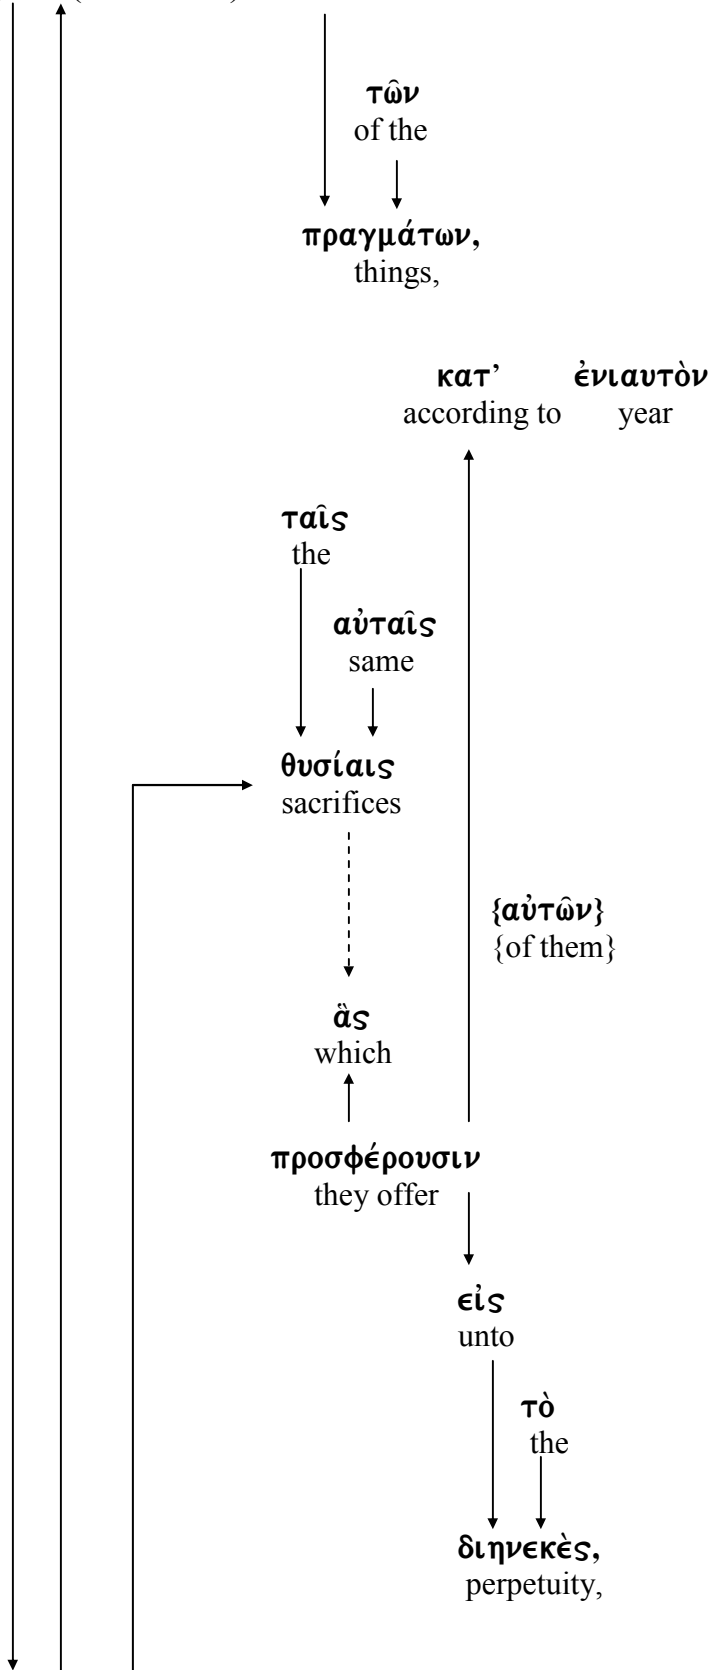 τῶν
of the
πραγμάτων,
things,
κατ’ ἐνιαυτὸν
according to year
ταῖς
the
αὐταῖς
same
θυσίαις
sacrifices
{αὐτῶν}
{of them}
ἃς
which
προσφέρουσιν
they offer
εἰς
unto
τὸ
the
διηνεκὲς,
perpetuity,